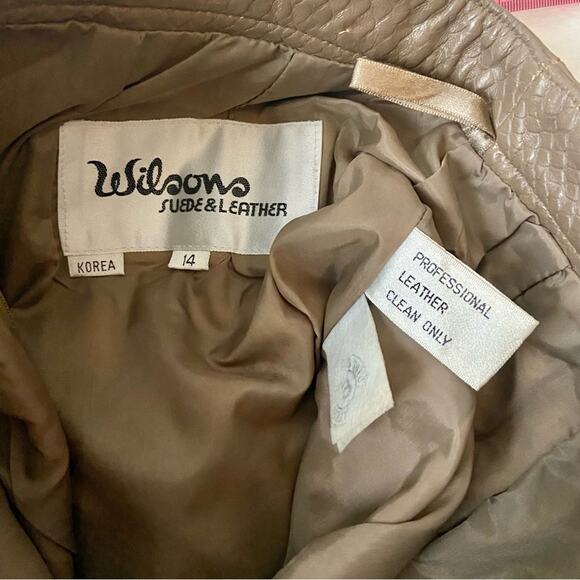 Wilsons
SUEDE & LEATHER
KOREA
14
PROFESSIONAL
LEATHER
CLEAN ONLY